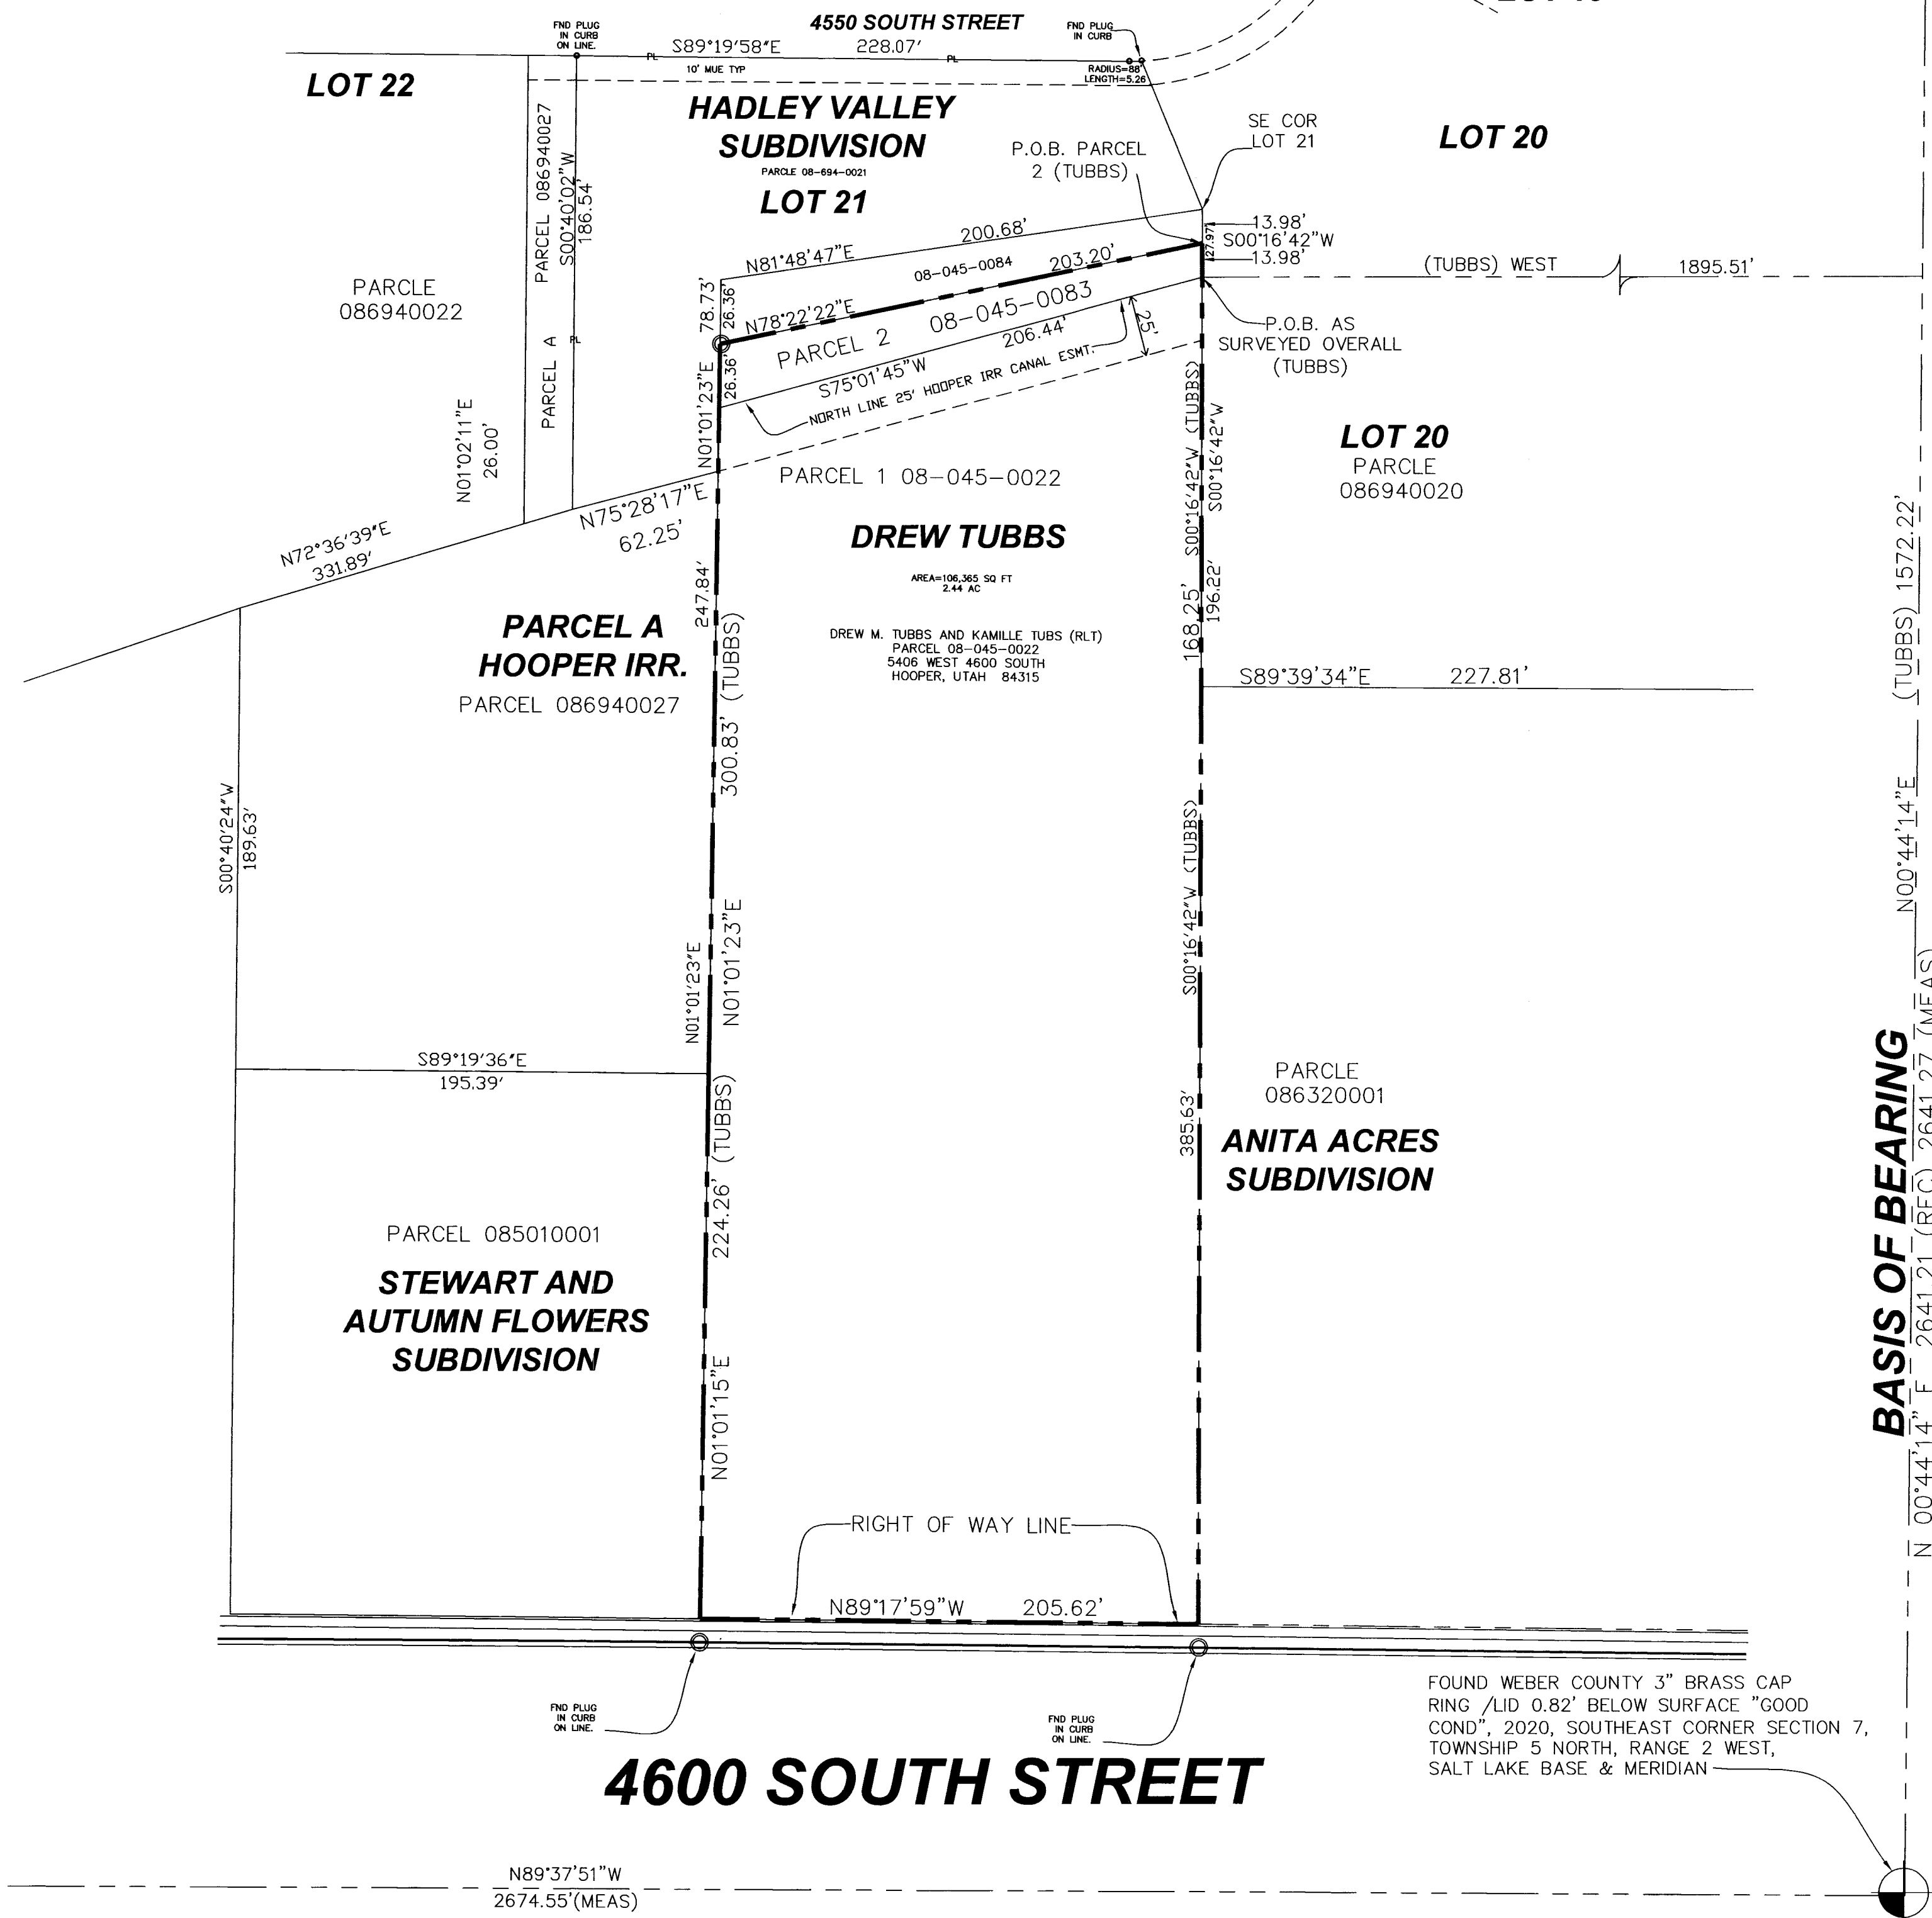 4550 SOUTH STREET
FND PLUG
IN CURB
ON LINE.
S89°19'58"E 228.07'
FND PLUG
IN CURB
PL
PL
10' MUE TYP
RADIUS=88'
LENGTH=5.26
LOT 22
HADLEY VALLEY
SUBDIVISION
PARCLE 08-694-0021
LOT 21
PARCEL A PARCEL 086940027
S00°40'02"W
186.54'
PL
P.O.B. PARCEL
2 (TUBBS)
SE COR
LOT 21
LOT 20
PARCLE
086940022
N81°48'47"E 200.68'
13.98'
27.97'
S00°16'42"W
13.98'
(TUBBS) WEST 1895.51'
78.73'
26.36'
08-045-0084
N78°22'22"E 203.20'
PARCEL 2 08-045-0083
206.44'
S75°01'45"W
25'
NORTH LINE 25' HOOPER IRR CANAL ESMT.
P.O.B. AS
SURVEYED OVERALL
(TUBBS)
N01°01'23"E
26.36'
S00°16'42"W (TUBBS)
S00°16'42"W
N01°02'11"E
26.00'
LOT 20
PARCLE
086940020
PARCEL 1 08-045-0022
N75°28'17"E
62.25'
N72°36'39"E
331.89'
DREW TUBBS
AREA=106,365 SQ FT
2.44 AC
DREW M. TUBBS AND KAMILLE TUBS (RLT)
PARCEL 08-045-0022
5406 WEST 4600 SOUTH
HOOPER, UTAH 84315
247.84'
300.83' (TUBBS)
168.25'
196.22'
S89°39'34"E 227.81'
(TUBBS) 1572.22'
N00°44'14"E
PARCEL A
HOOPER IRR.
PARCEL 086940027
S00°40'24"W
189.63'
N01°01'23"E
N01°01'23"E
S00°16'42"W (TUBBS)
S89°19'36"E
195.39'
224.26' (TUBBS)
385.63'
PARCLE
086320001
ANITA ACRES
SUBDIVISION
BASIS OF BEARING
N 00°44'14" E 2641.21 (REC) 2641.27 (MEAS)
PARCEL 085010001
STEWART AND
AUTUMN FLOWERS
SUBDIVISION
N01°01'15"E
RIGHT OF WAY LINE
N89°17'59"W 205.62'
FND PLUG
IN CURB
ON LINE.
FND PLUG
IN CURB
ON LINE.
FOUND WEBER COUNTY 3" BRASS CAP
RING /LID 0.82' BELOW SURFACE "GOOD
COND", 2020, SOUTHEAST CORNER SECTION 7,
TOWNSHIP 5 NORTH, RANGE 2 WEST,
SALT LAKE BASE & MERIDIAN
4600 SOUTH STREET
N89°37'51"W
2674.55'(MEAS)